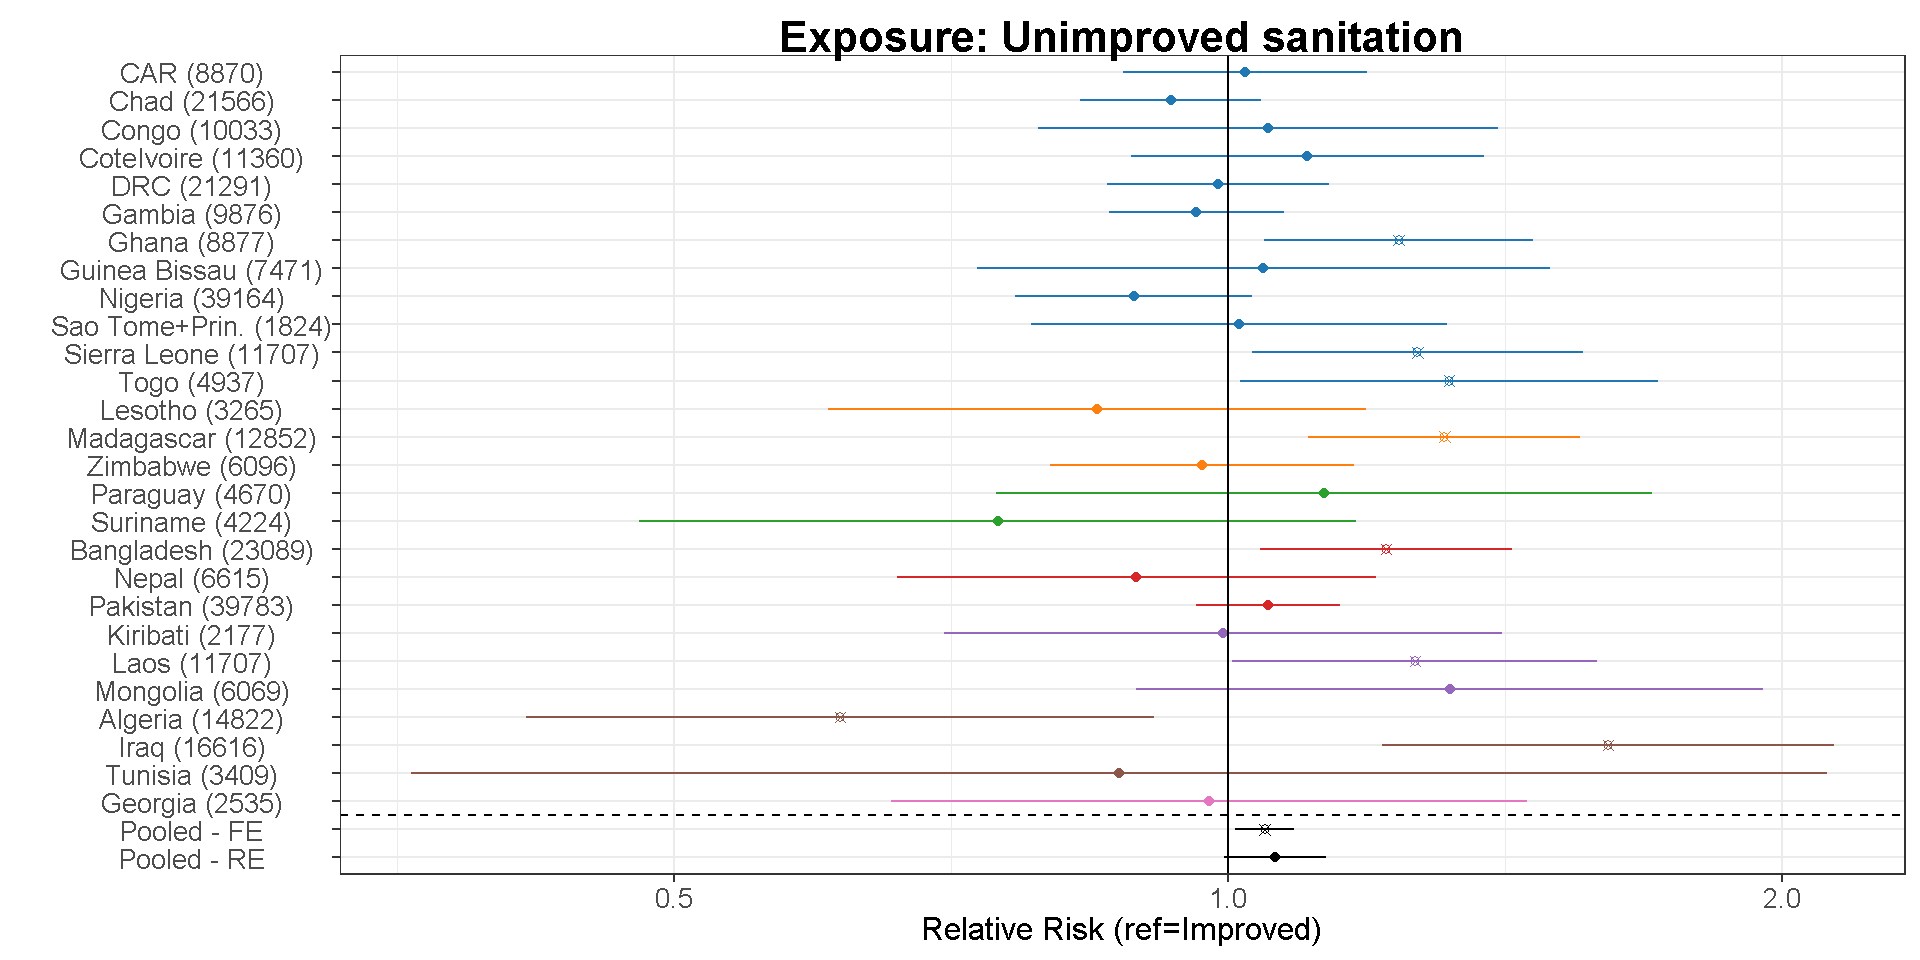 Exposure: Unimproved sanitation
CAR (8870)
Chad (21566)
Congo (10033)
CoteIvoire (11360)
DRC (21291)
Gambia (9876)
Ghana (8877)
Guinea Bissau (7471)
Nigeria (39164)
Sao Tome+Prin. (1824)
Sierra Leone (11707)
Togo (4937)
Lesotho (3265)
Madagascar (12852)
Zimbabwe (6096)
Paraguay (4670)
Suriname (4224)
Bangladesh (23089)
Nepal (6615)
Pakistan (39783)
Kiribati (2177)
Laos (11707)
Mongolia (6069)
Algeria (14822)
Iraq (16616)
Tunisia (3409)
Georgia (2535)
Pooled - FE
Pooled - RE
0.5 1.0 2.0
Relative Risk (ref=Improved)